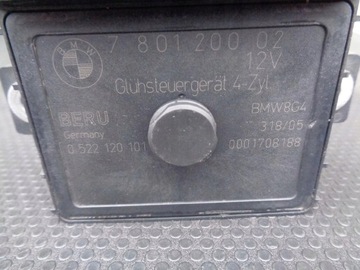 BMW
7 801 200 02
12V
Glühsteuergerät 4-Zyl.
BERU
BMW8G4
Germany
318/05
0 522 120 101
0001706188